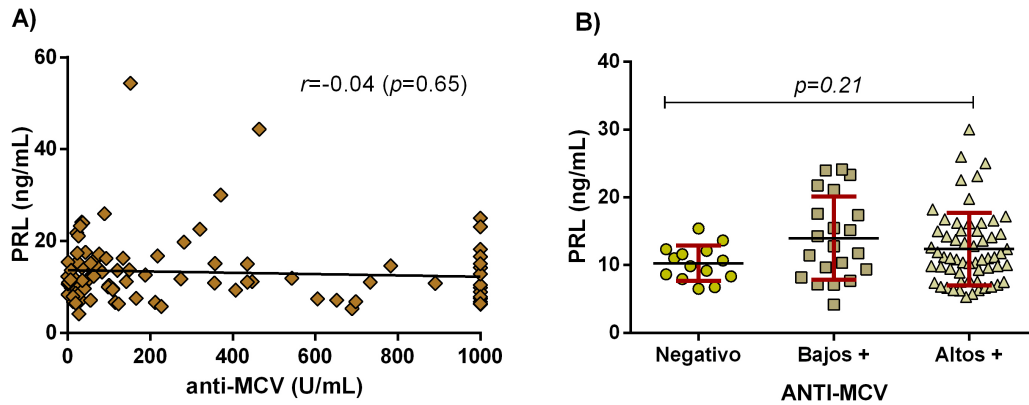 A)
r=-0.04 (p=0.65)
PRL (ng/mL)
60
40
20
0
0 200 400 600 800 1000
anti-MCV (U/mL)
B)
p=0.21
PRL (ng/mL)
40
30
20
10
0
Negativo Bajos + Altos +
ANTI-MCV